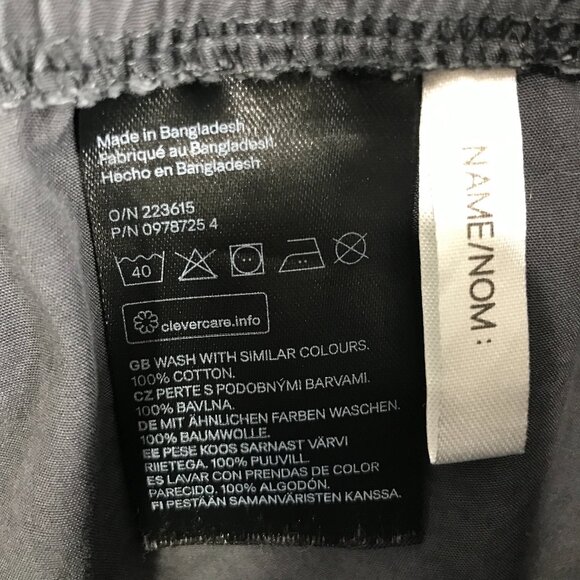 Made in Bangladesh
Fabriqué au Bangladesh
Hecho en Bangladesh
O/N 223615
P/N 0978725 4
40
clevercare.info
GB WASH WITH SIMILAR COLOURS.
100% COTTON.
CZ PERTE S PODOBNÝMI BARVAMI.
100% BAVLNA.
DE MIT ÄHNLICHEN FARBEN WASCHEN.
100% BAUMWOLLE.
EE PESE KOOS SARNAST VÄRVI
RIIETEGA. 100% PUUVILL.
ES LAVAR CON PRENDAS DE COLOR
PARECIDO. 100% ALGODÓN.
FI PESTÄÄN SAMANVÄRISTEN KANSSA.
NAME/NOM :